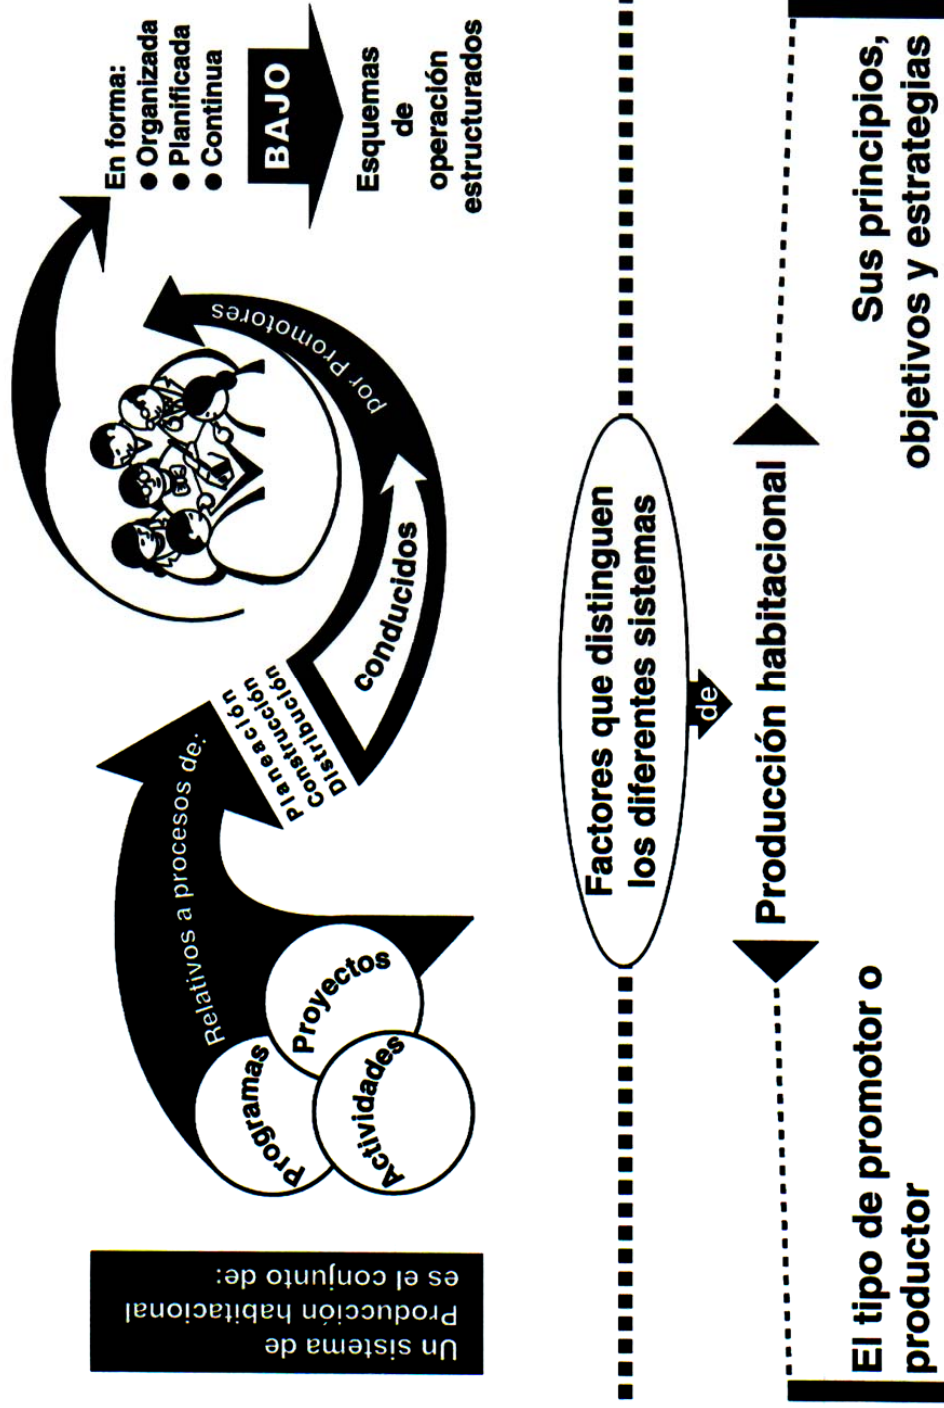 Un sistema de
Producción habitacional
es el conjunto de:
Programas
Proyectos
Actividades
Relativos a procesos de:
Planeación
Construcción
Distribución
conducidos
por Promotores
En forma:
● Organizada
● Planificada
● Continua
BAJO
Esquemas
de
operación
estructurados
Factores que distinguen
los diferentes sistemas
de
Producción habitacional
El tipo de promotor o
productor
Sus principios,
objetivos y estrategias